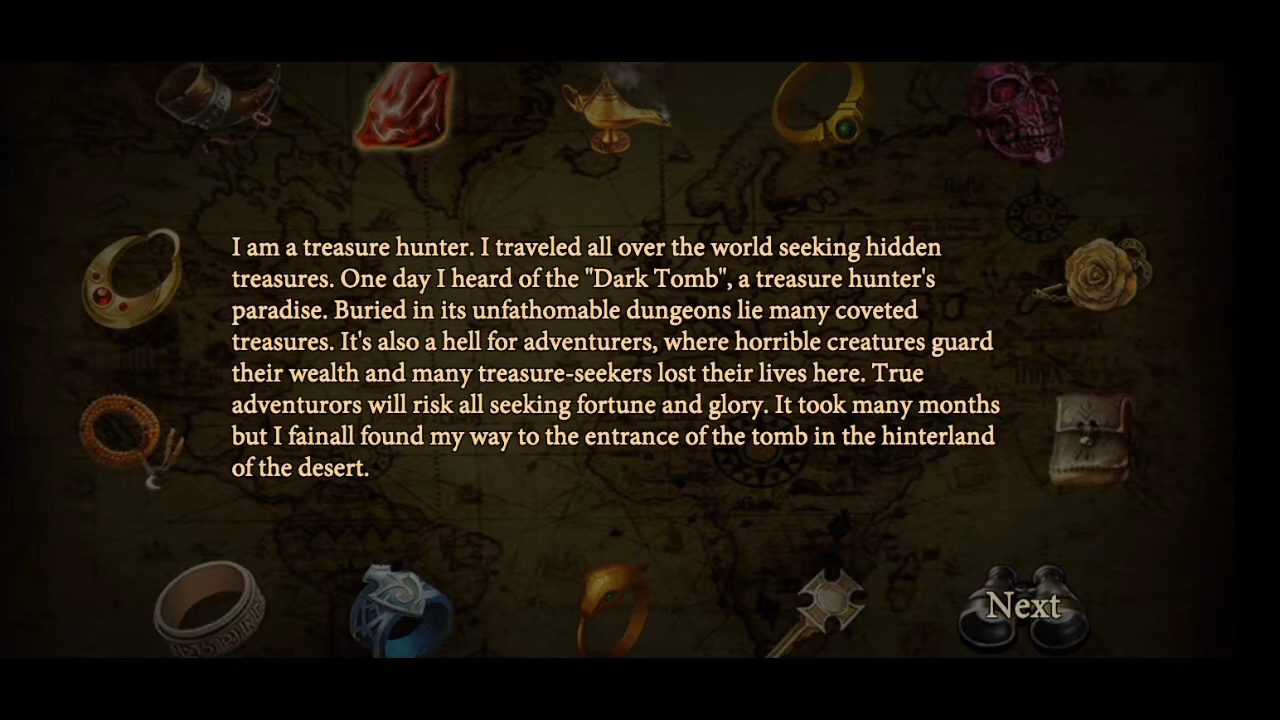 I am a treasure hunter. I traveled all over the world seeking hidden
treasures. One day I heard of the "Dark Tomb", a treasure hunter's
paradise. Buried in its unfathomable dungeons lie many coveted
treasures. It's also a hell for adventurers, where horrible creatures guard
their wealth and many treasure-seekers lost their lives here. True
adventurors will risk all seeking fortune and glory. It took many months
but I fainall found my way to the entrance of the tomb in the hinterland
of the desert.
Next